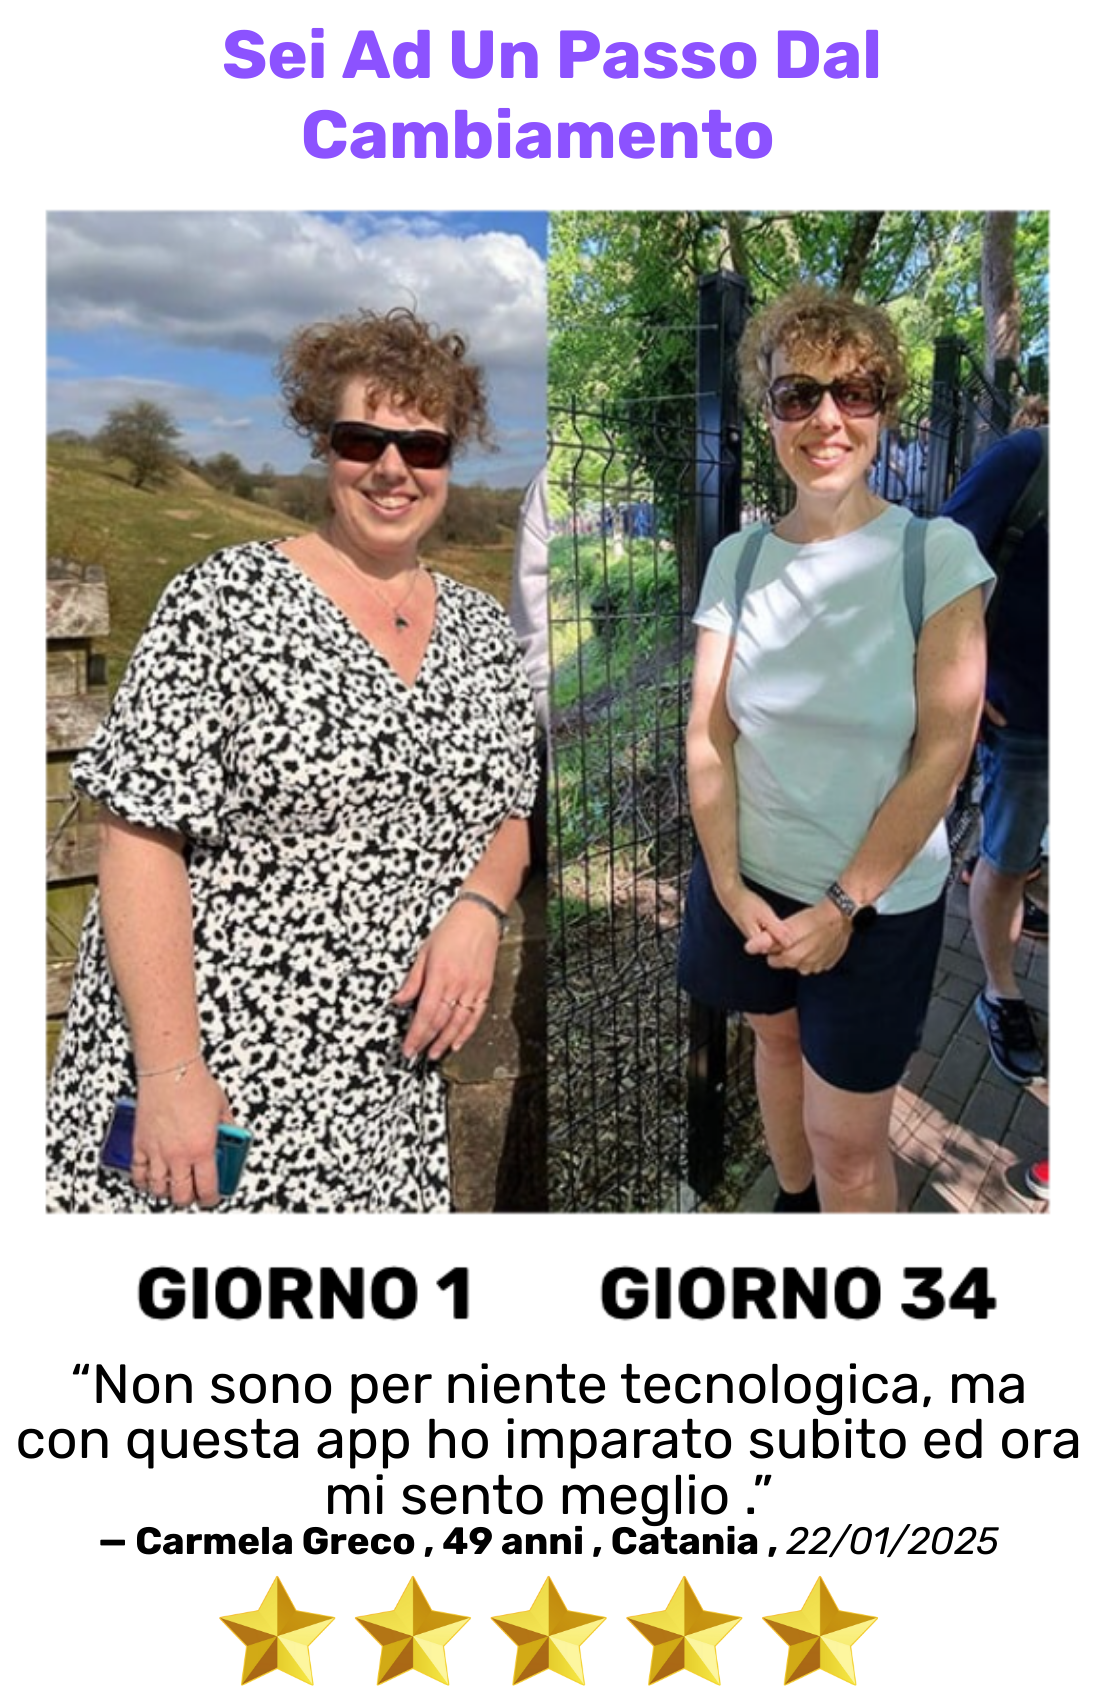 Sei Ad Un Passo Dal
Cambiamento
GIORNO 1 GIORNO 34
“Non sono per niente tecnologica, ma
con questa app ho imparato subito ed ora
mi sento meglio .”
– Carmela Greco , 49 anni , Catania , 22/01/2025